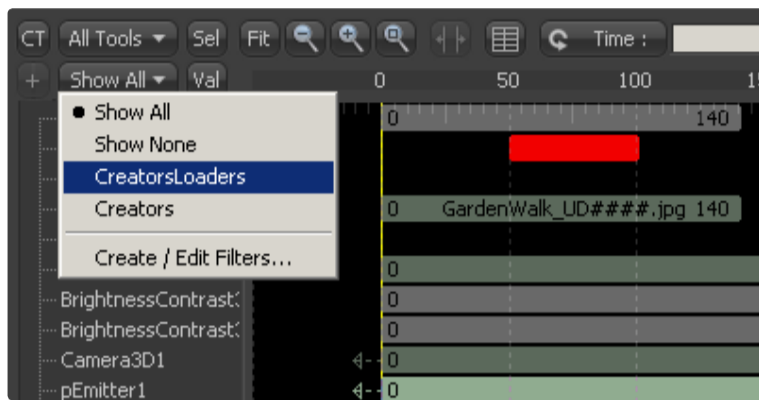 CT All Tools Sel Fit Time :
+ Show All Val 0 50 100
Show All 0 140
Show None
CreatorsLoaders
Creators 0 GardenWalk_UD####.jpg 140
Create / Edit Filters... 0
BrightnessContrast 0
BrightnessContrast 0
Camera3D1 0
pEmitter1 0